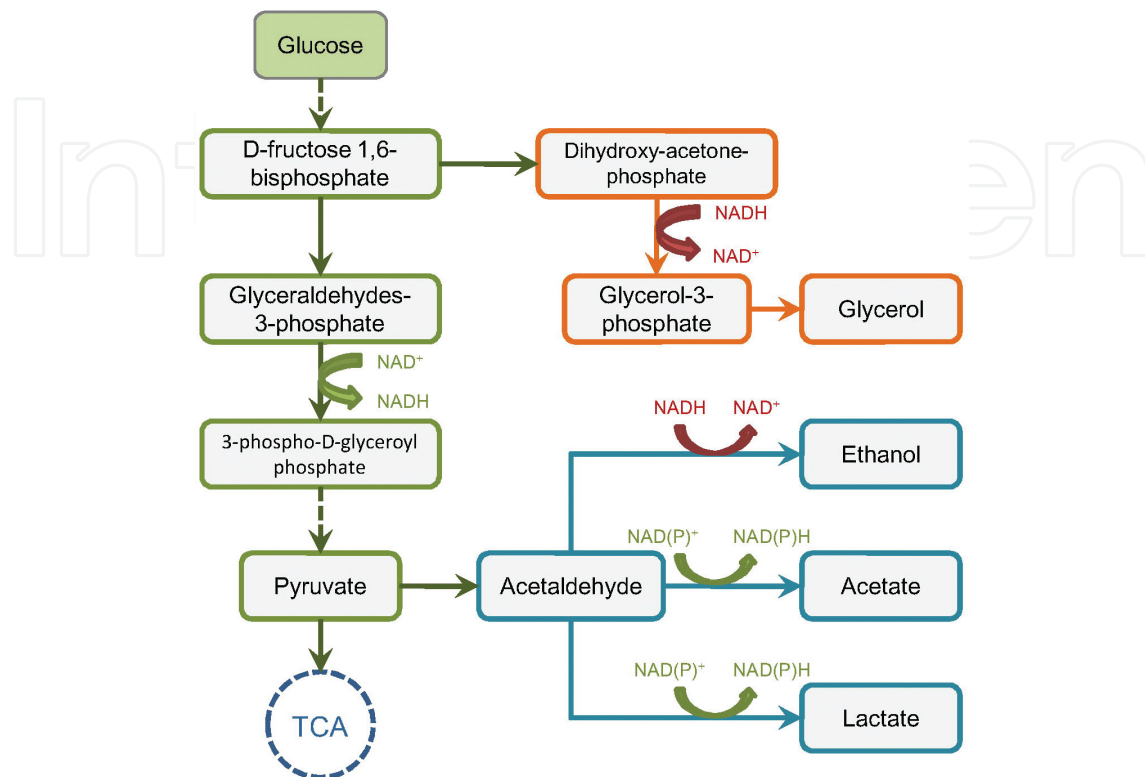 Glucose
D-fructose 1,6-
bisphosphate
Dihydroxy-acetone-
phosphate
NADH
NAD⁺
Glyceraldehydes-
3-phosphate
Glycerol-3-
phosphate
Glycerol
NAD⁺
NADH
3-phospho-D-glyceroyl
phosphate
NADH NAD⁺
Ethanol
NAD(P)⁺ NAD(P)H
Pyruvate
Acetaldehyde
Acetate
NAD(P)⁺ NAD(P)H
TCA
Lactate